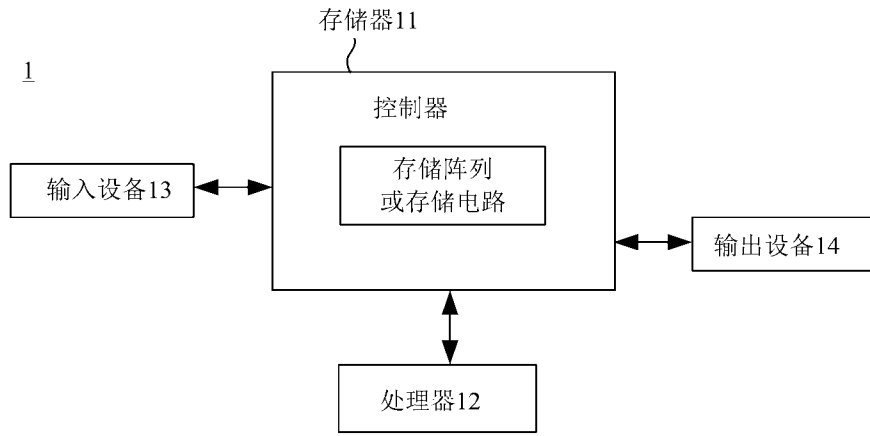 存储器11
1
控制器
存储阵列
或存储电路
输入设备13
输出设备14
处理器12